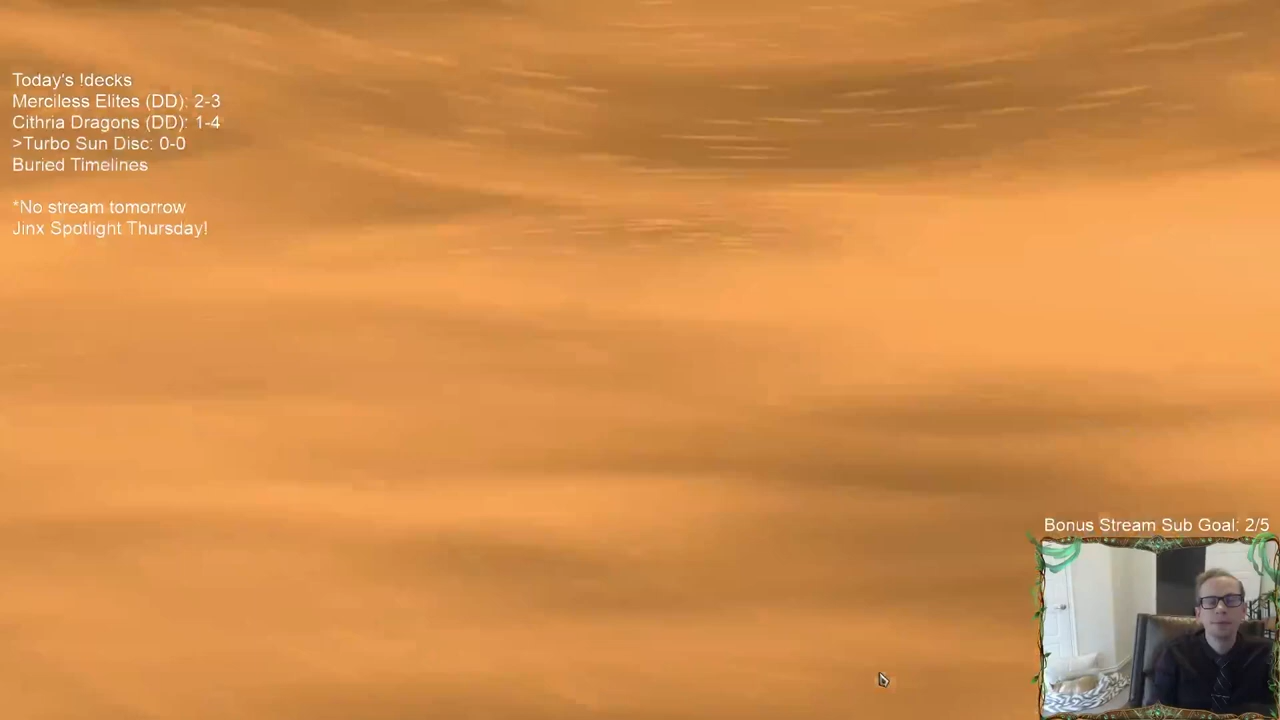 Today's !decks
Merciless Elites (DD): 2-3
Cithria Dragons (DD): 1-4
>Turbo Sun Disc: 0-0
Buried Timelines
*No stream tomorrow
Jinx Spotlight Thursday!
Bonus Stream Sub Goal: 2/5